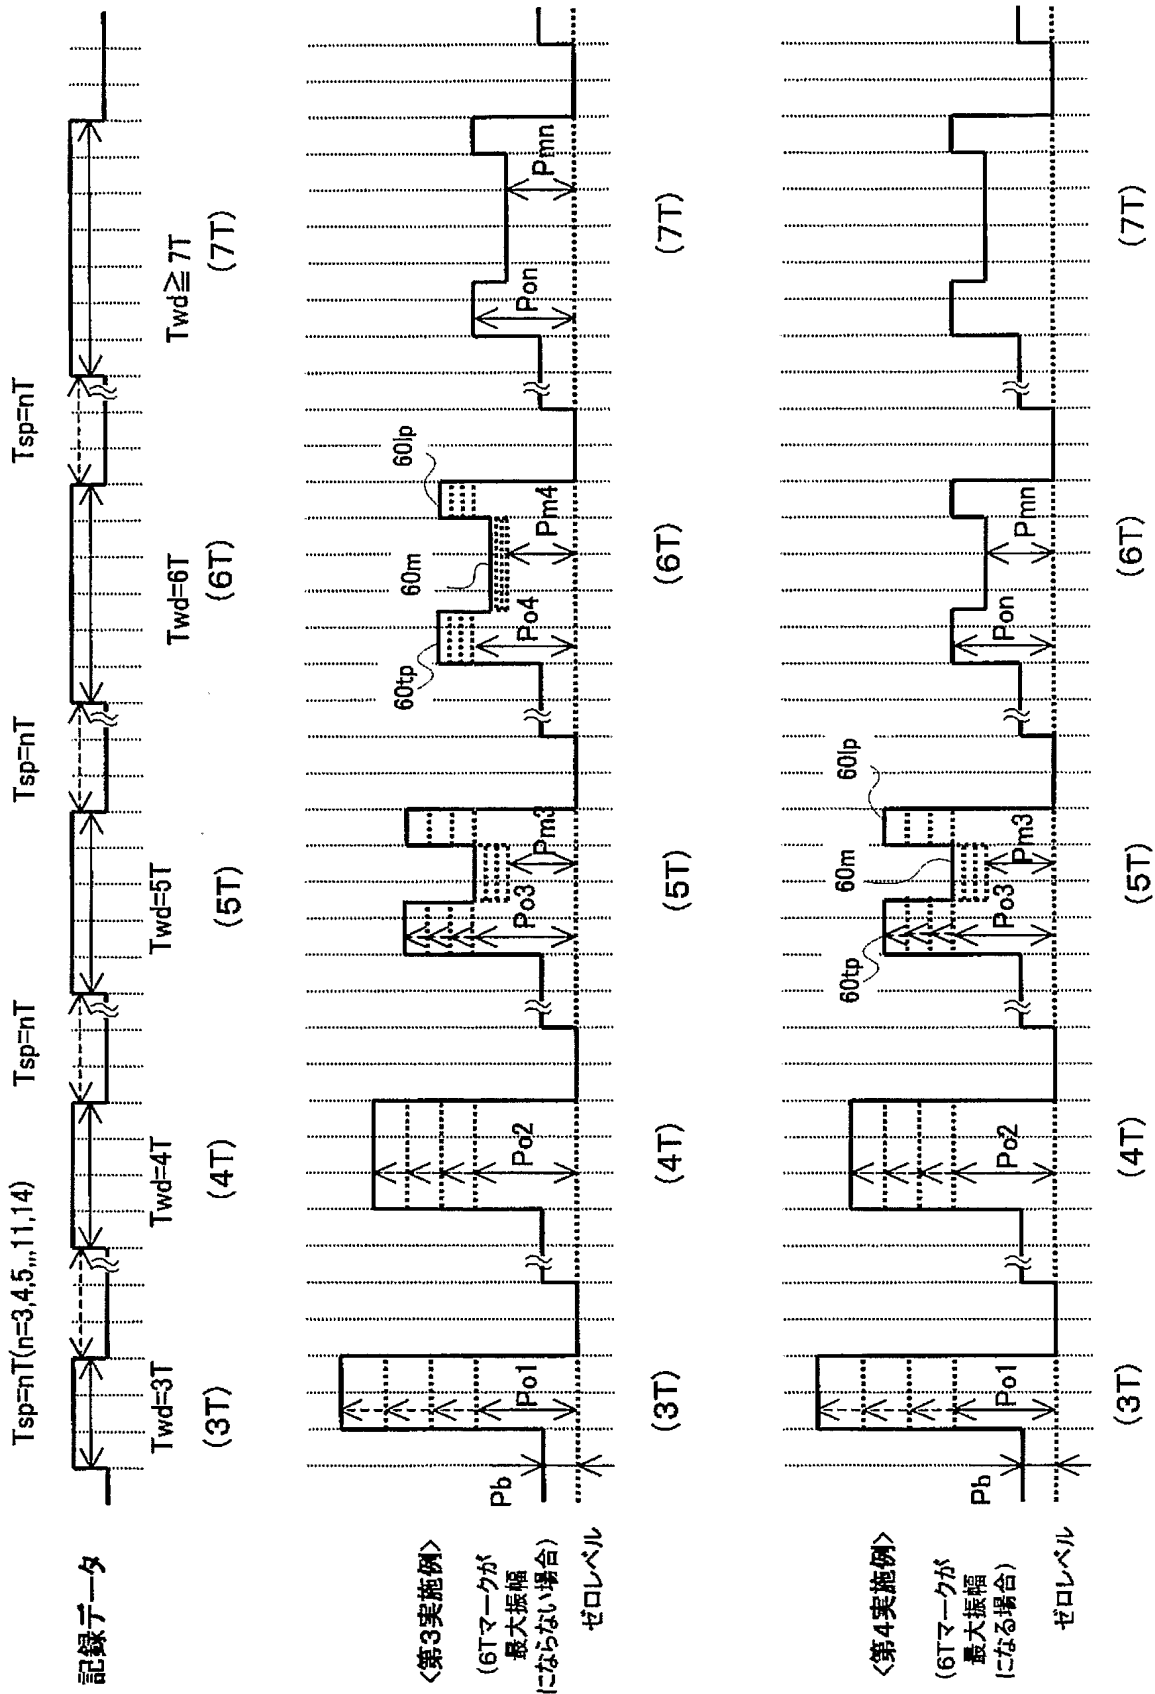 記録データ
Tsp=nT(n=3,4,5,,,11,14)
Tsp=nT
Tsp=nT
Tsp=nT
Twd=3T
Twd=4T
Twd=5T
Twd=6T
Twd≧7T
(3T)
(4T)
(5T)
(6T)
(7T)
<第3実施例>
(6Tマークが
最大振幅
にならない場合)
ゼロレベル
Pb
Po1
Po2
Po3
Pm3
60tp
60m
60lp
Po4
Pm4
Pon
Pmn
(3T)
(4T)
(5T)
(6T)
(7T)
<第4実施例>
(6Tマークが
最大振幅
になる場合)
ゼロレベル
Pb
Po1
Po2
60tp
60m
60lp
Po3
Pm3
Pon
Pmn
(3T)
(4T)
(5T)
(6T)
(7T)